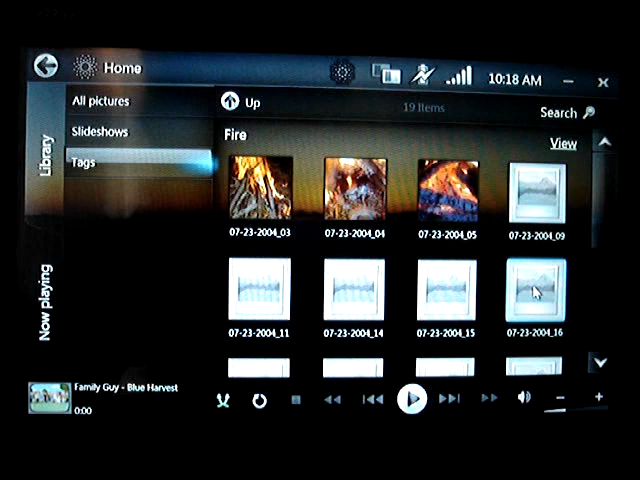 Home
10:18 AM
All pictures
Up
19 Items
Search
Slideshows
Fire
View
Library
Tags
07-23-2004_03
07-23-2004_04
07-23-2004_05
07-23-2004_09
Now playing
07-23-2004_11
07-23-2004_14
07-23-2004_15
07-23-2004_16
Family Guy - Blue Harvest
0:00